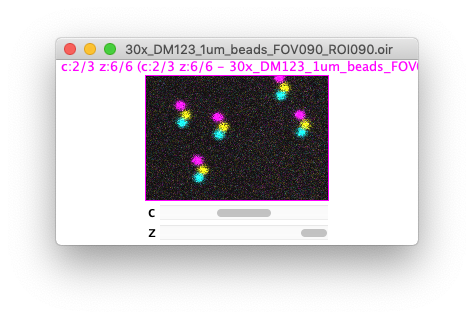 30x_DM123_1um_beads_FOV090_ROI090.oir
c:2/3 z:6/6 (c:2/3 z:6/6 - 30x_DM123_1um_beads_FOV
C
Z